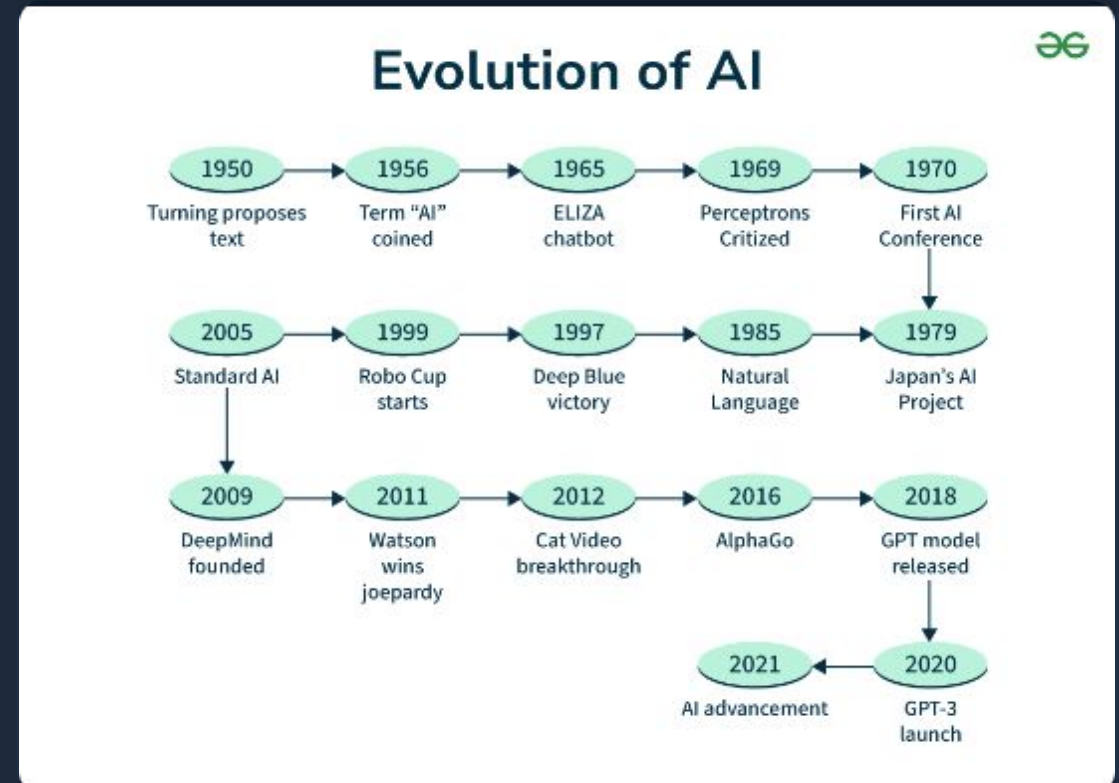 Evolution of AI
1950
Turning proposes
text
1956
Term “AI”
coined
1965
ELIZA
chatbot
1969
Perceptrons
Critized
1970
First AI
Conference
2005
Standard AI
1999
Robo Cup
starts
1997
Deep Blue
victory
1985
Natural
Language
1979
Japan's AI
Project
2009
DeepMind
founded
2011
Watson
wins
joepardy
2012
Cat Video
breakthrough
2016
AlphaGo
2018
GPT model
released
2021
AI advancement
2020
GPT-3
launch